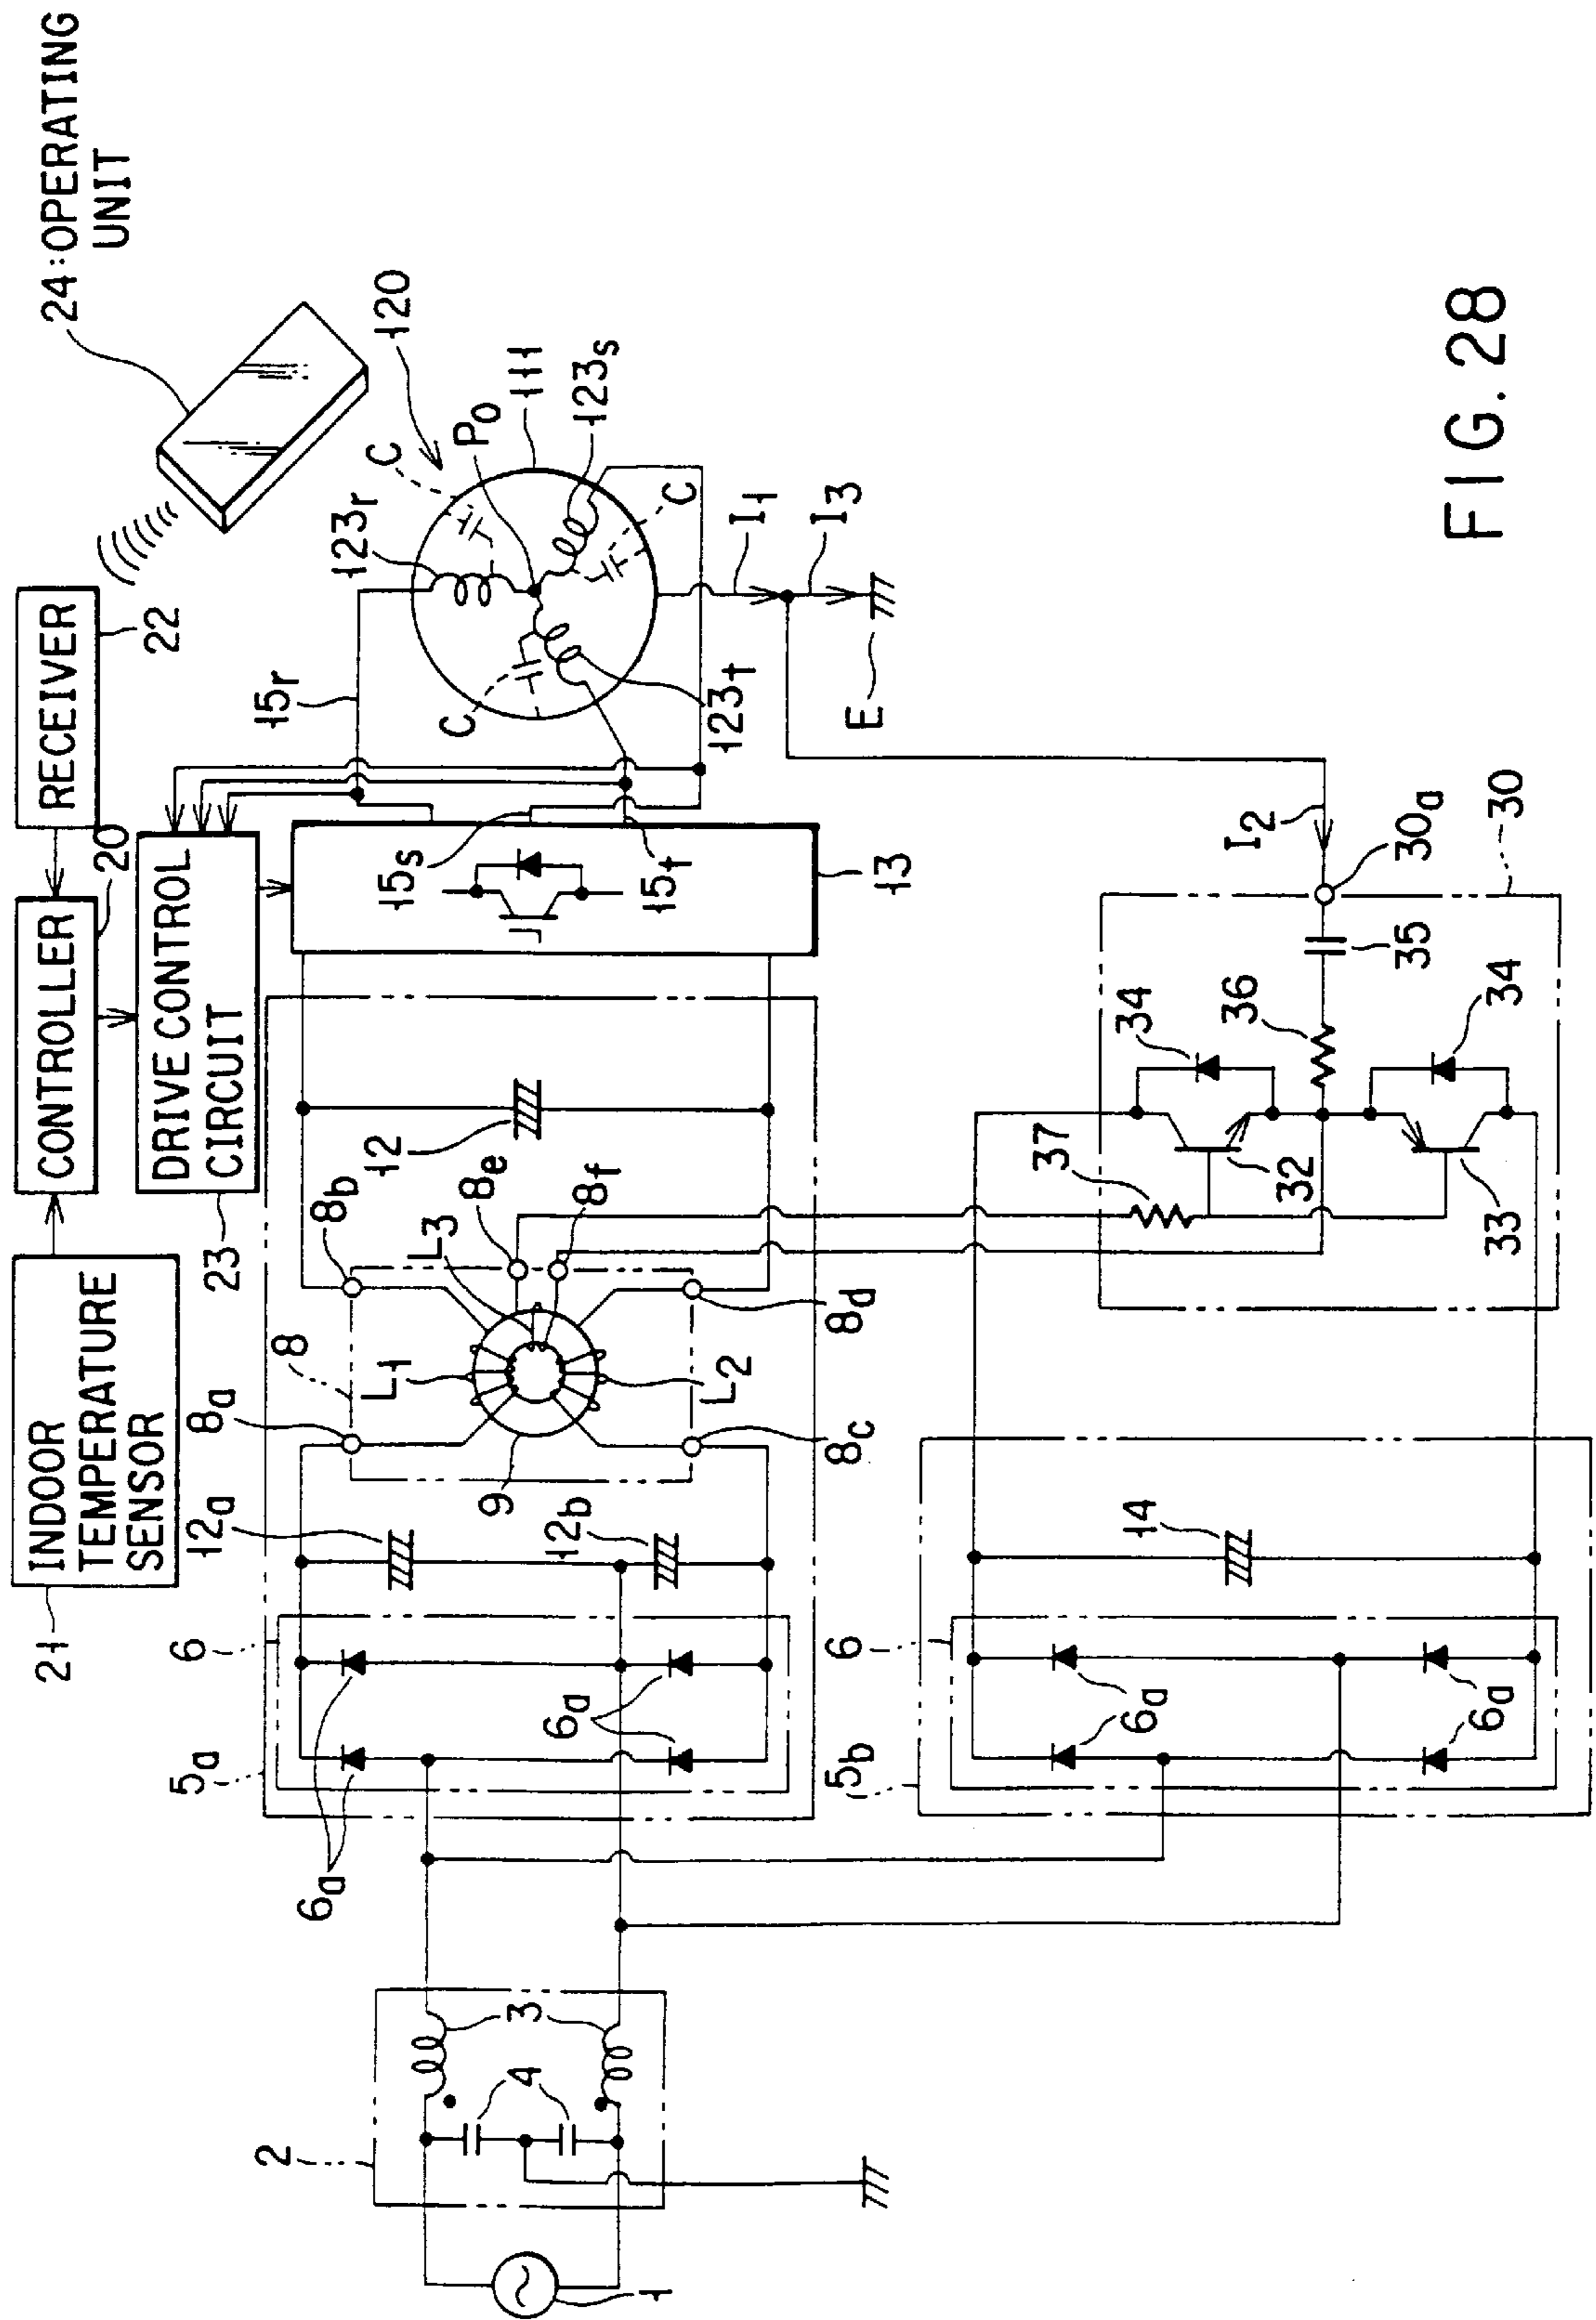 24:OPERATING
UNIT
RECEIVER
22
CONTROLLER
20
INDOOR
TEMPERATURE
SENSOR
21
DRIVE CONTROL
CIRCUIT
23
120
111
P0
C
C
C
123r
123s
123t
15r
15s
15t
13
I1
I3
E
I2
30a
30
35
36
34
34
37
32
33
12
8b
8e
8f
L3
8
L1
L2
8a
8c
8d
9
12a
12b
6
6a
6a
5a
14
6
6a
6a
5b
3
4
2
1
FIG. 28